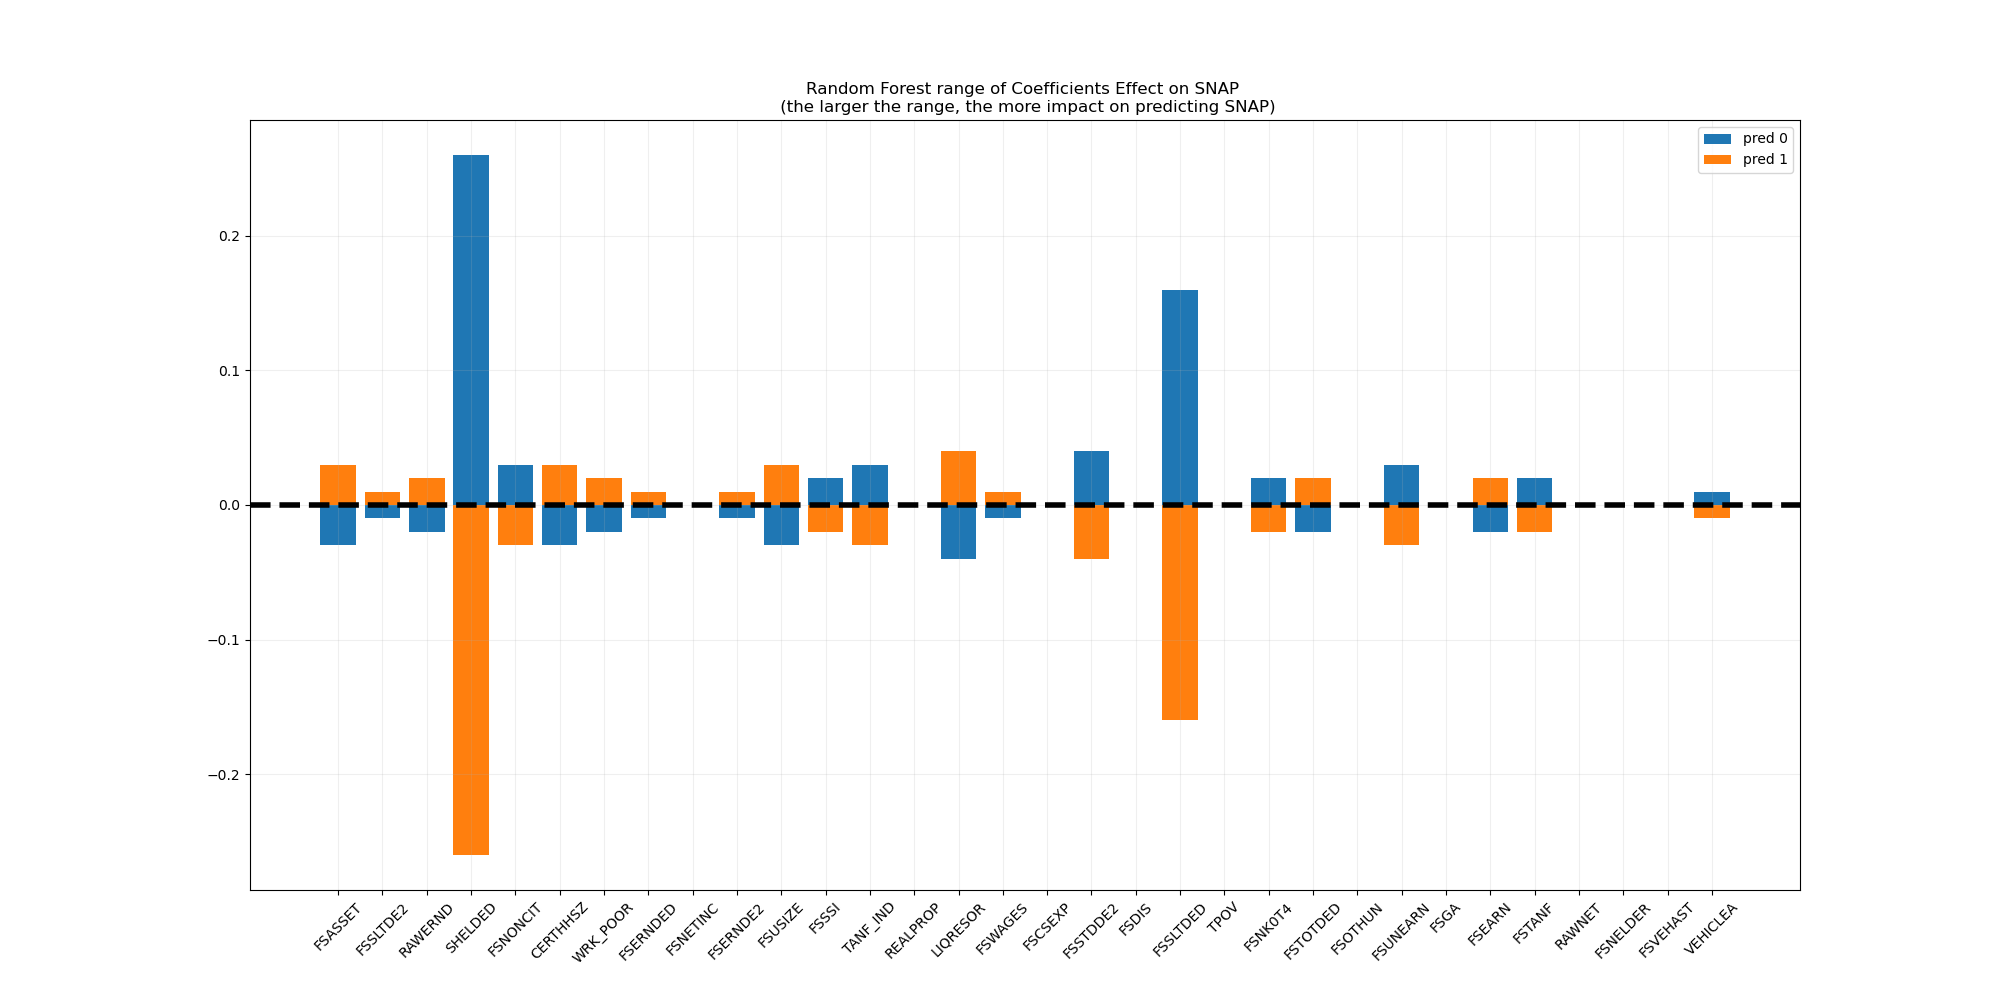 Random Forest range of Coefficients Effect on SNAP
(the larger the range, the more impact on predicting SNAP)
pred 0
pred 1
0.2
0.1
0.0
−0.1
−0.2
FSASSET
FSSLTDE2
RAWERND
SHELDED
FSNONCIT
CERTHHSZ
WRK_POOR
FSERNDED
FSNETINC
FSERNDE2
FSUSIZE
FSSSI
TANF_IND
REALPROP
LIQRESOR
FSWAGES
FSCSEXP
FSSTDDE2
FSDIS
FSSLTDED
TPOV
FSNK0T4
FSTOTDED
FSOTHUN
FSUNEARN
FSGA
FSEARN
FSTANF
RAWNET
FSNELDER
FSVEHAST
VEHICLEA